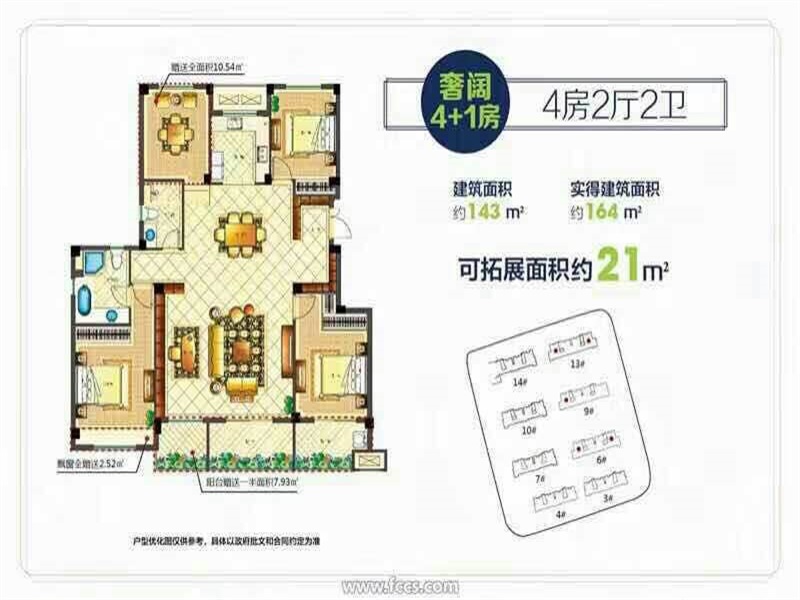 赠送全面积10.54㎡
奢阔
4+1房
4房2厅2卫
建筑面积
约143 m²
实得建筑面积
约164 m²
可拓展面积约21m²
14#
13#
10#
9#
7#
6#
4#
3#
飘窗全赠送2.52㎡
阳台赠送一半面积7.93㎡
户型优化图仅供参考，具体以政府批文和合同约定为准
www.fccs.com